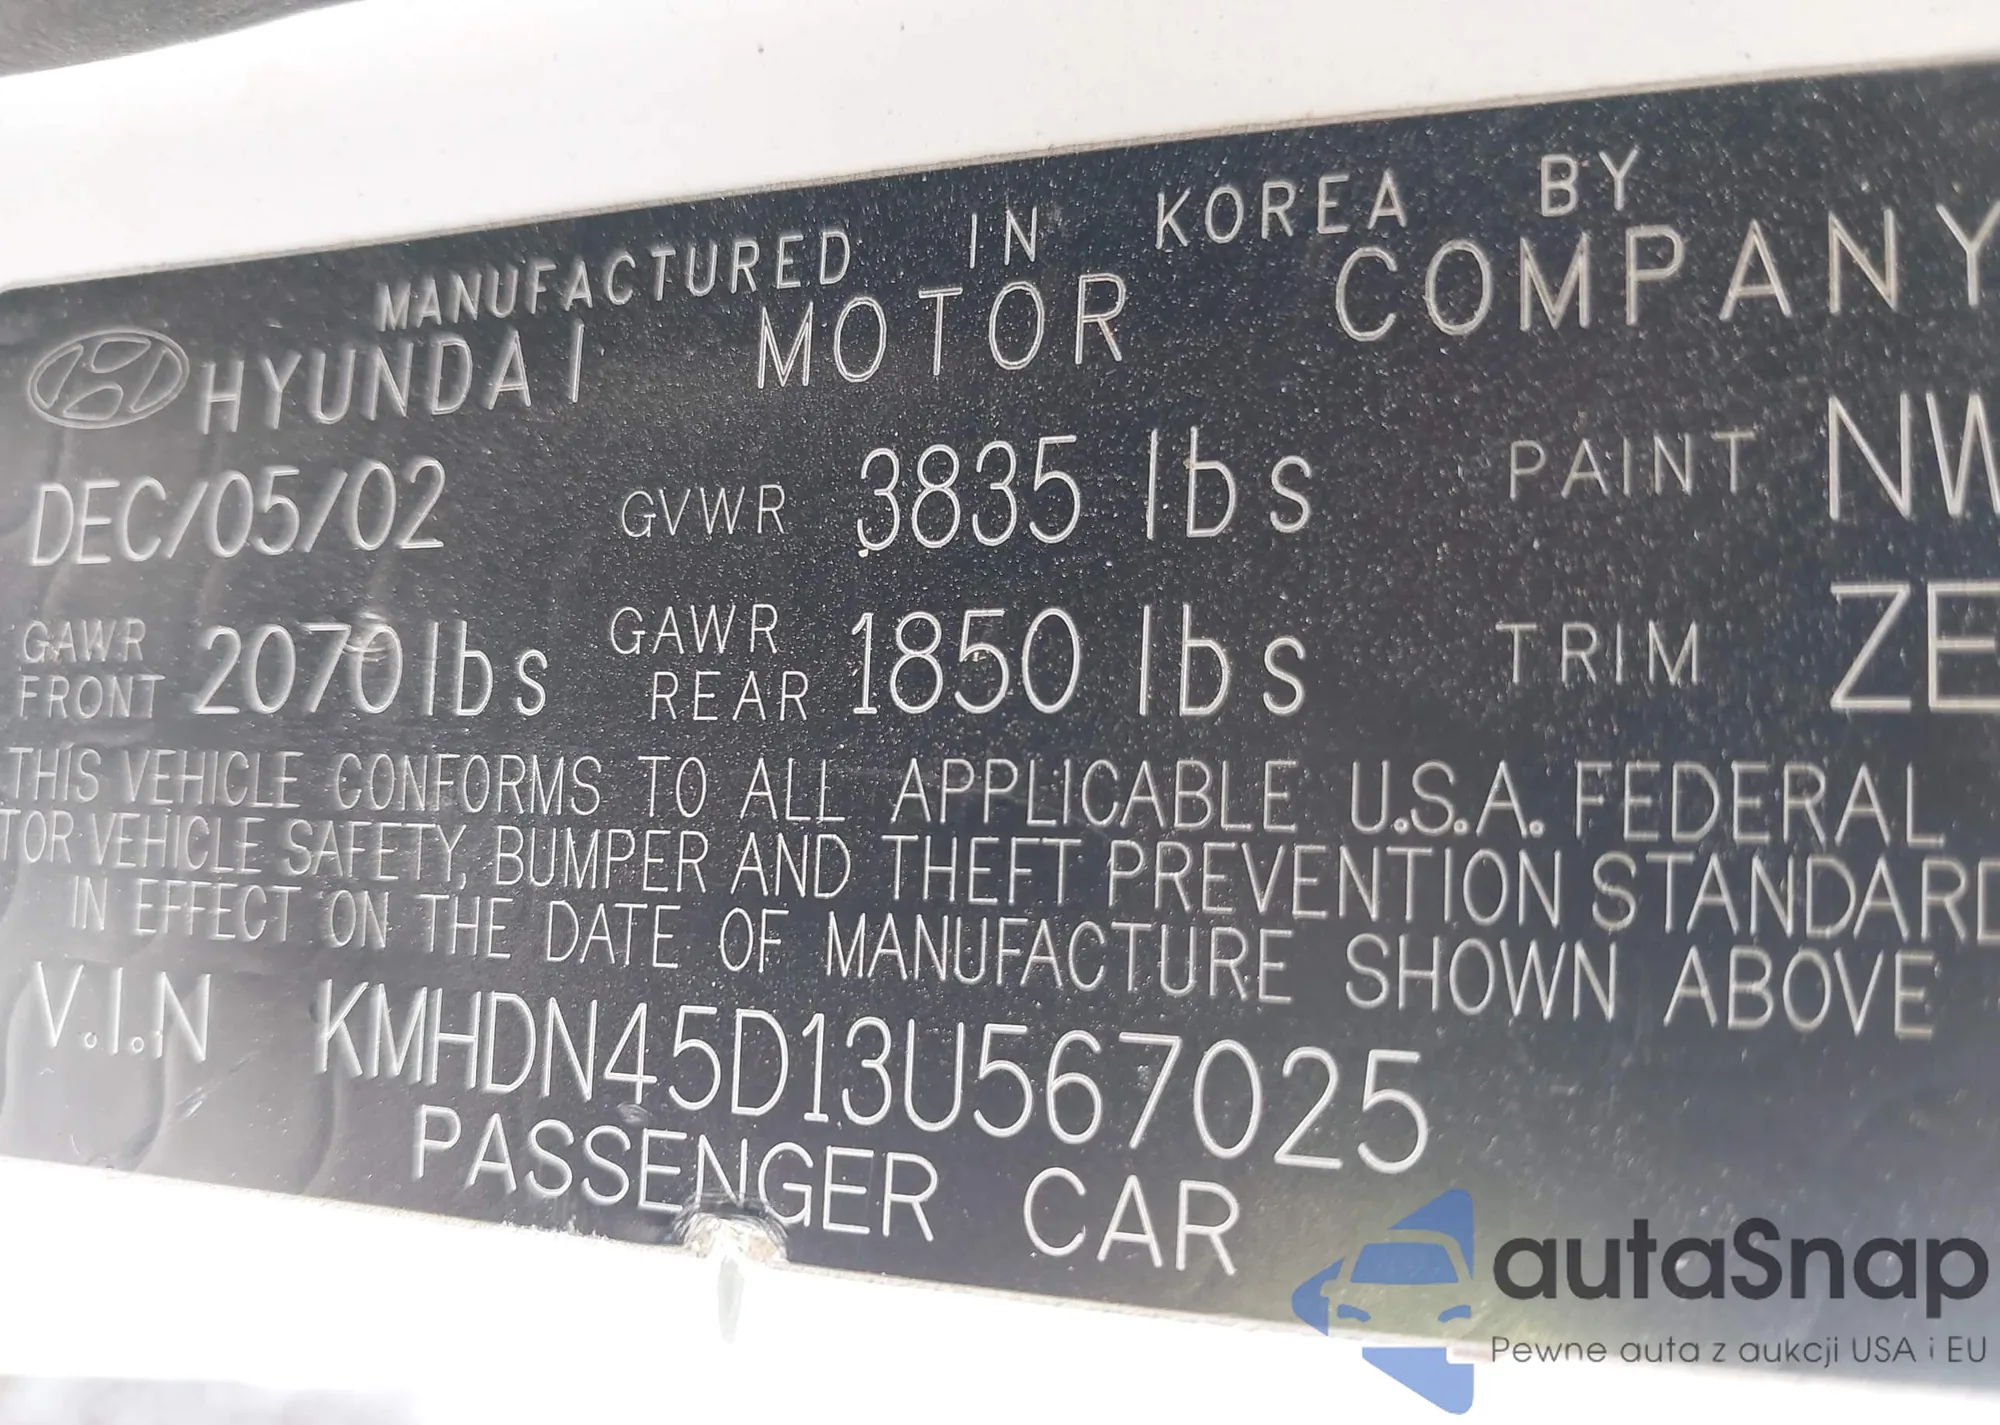 MANUFACTURED IN KOREA BY
HYUNDAI MOTOR COMPANY
DEC/05/02 GVWR 3835 lbs PAINT NW
GAWR FRONT 2070 lbs GAWR REAR 1850 lbs TRIM ZE
THIS VEHICLE CONFORMS TO ALL APPLICABLE U.S.A. FEDERAL
TOR VEHICLE SAFETY, BUMPER AND THEFT PREVENTION STANDARD
IN EFFECT ON THE DATE OF MANUFACTURE SHOWN ABOVE
V.I.N KMHDN45D13U567025
PASSENGER CAR
autaSnap
Pewne auta z aukcji USA i EU